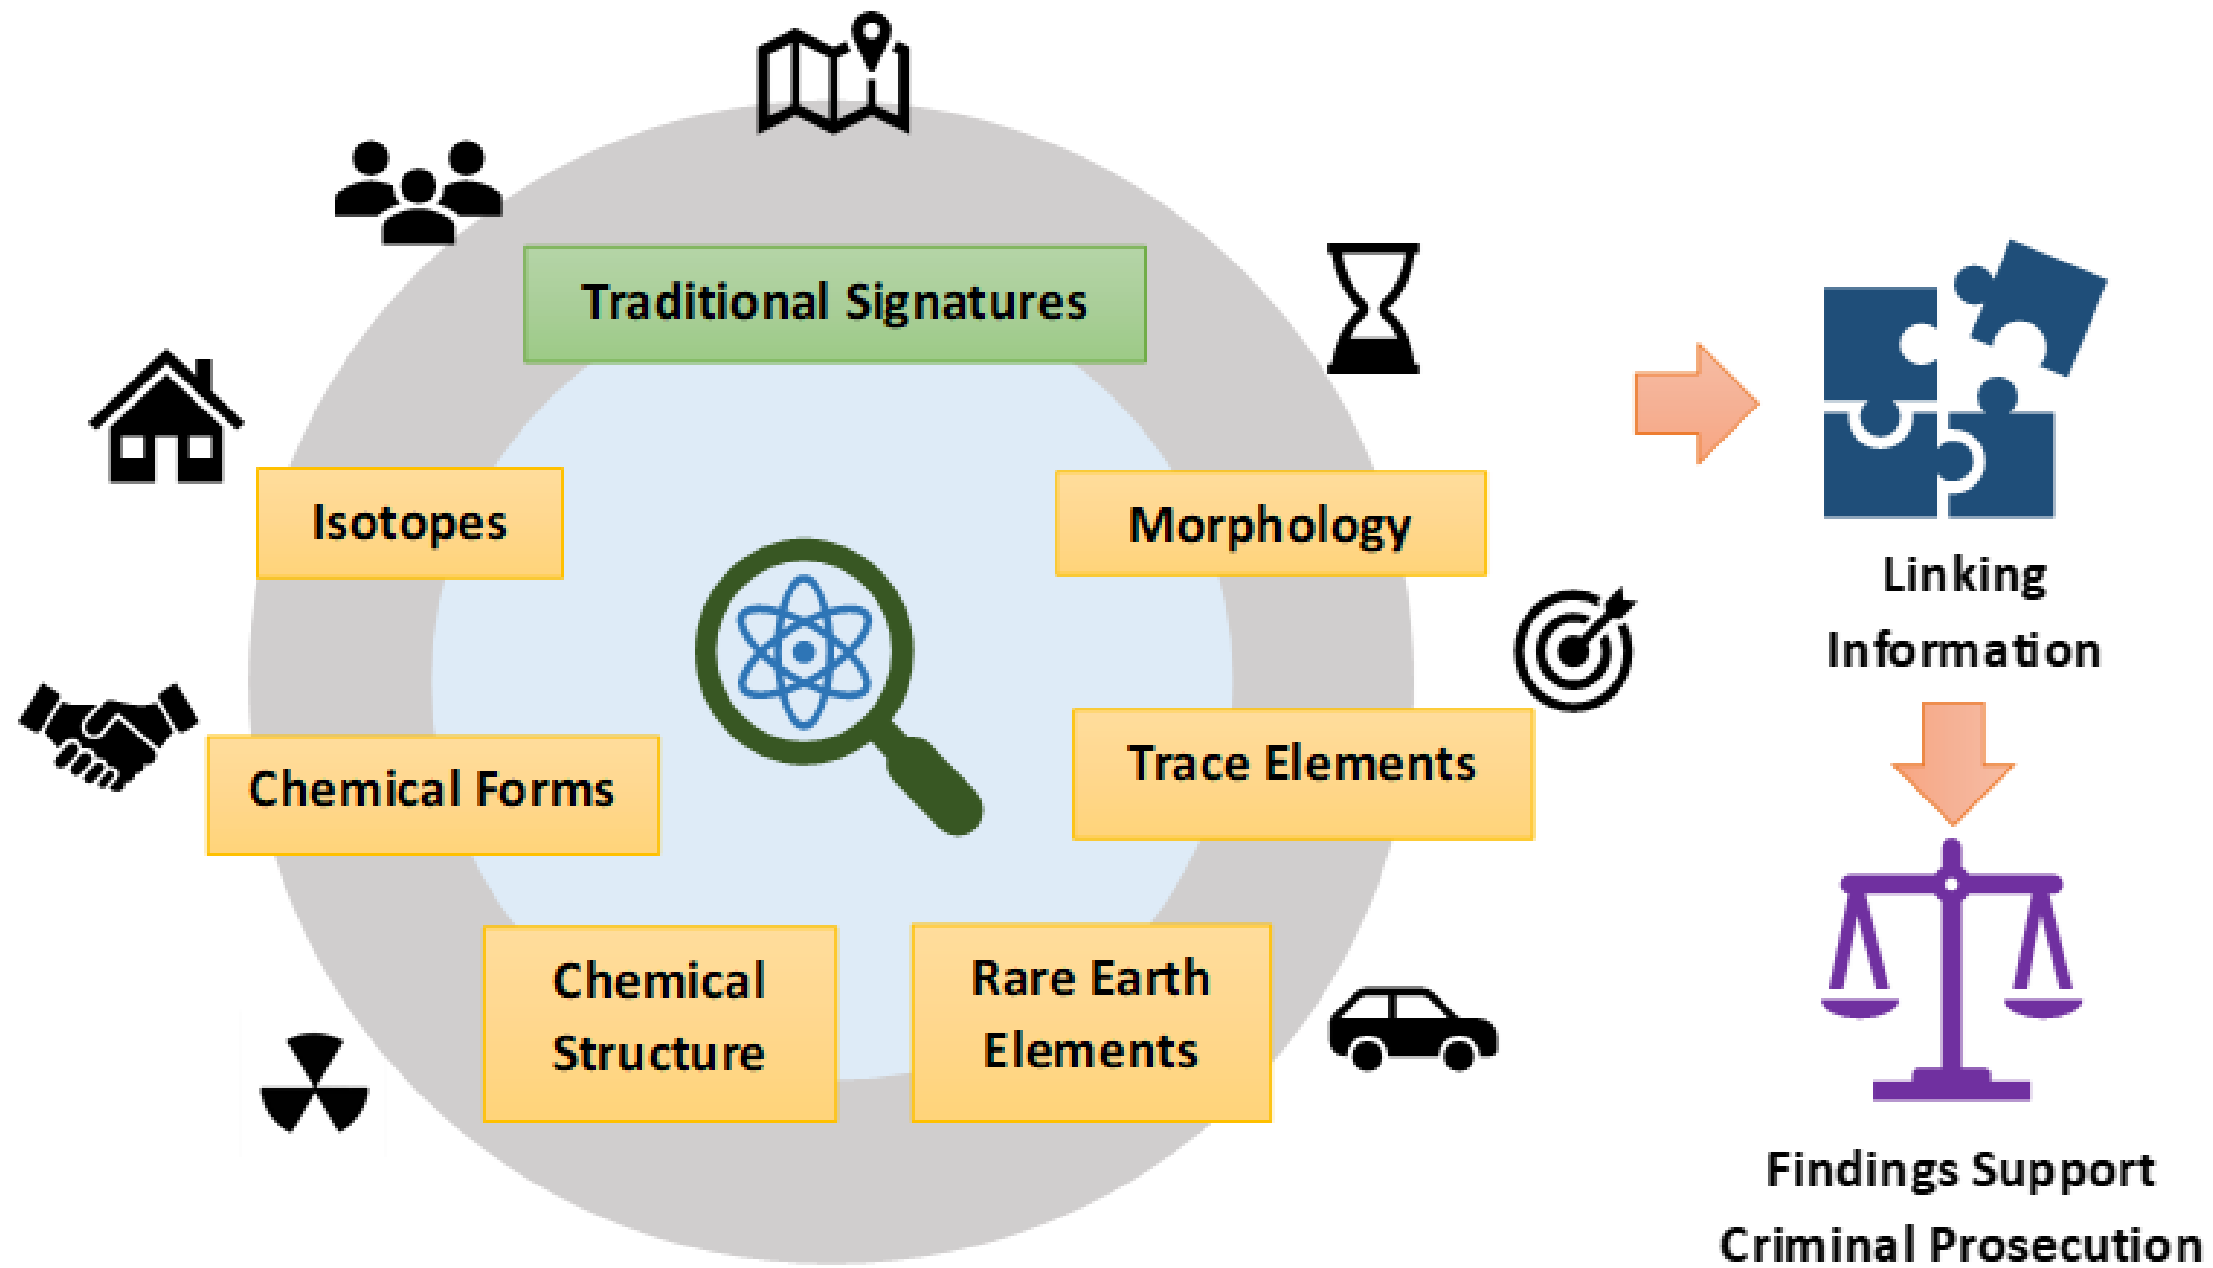 Traditional Signatures
Isotopes
Morphology
Chemical Forms
Trace Elements
Chemical
Structure
Rare Earth
Elements
Linking
Information
Findings Support
Criminal Prosecution